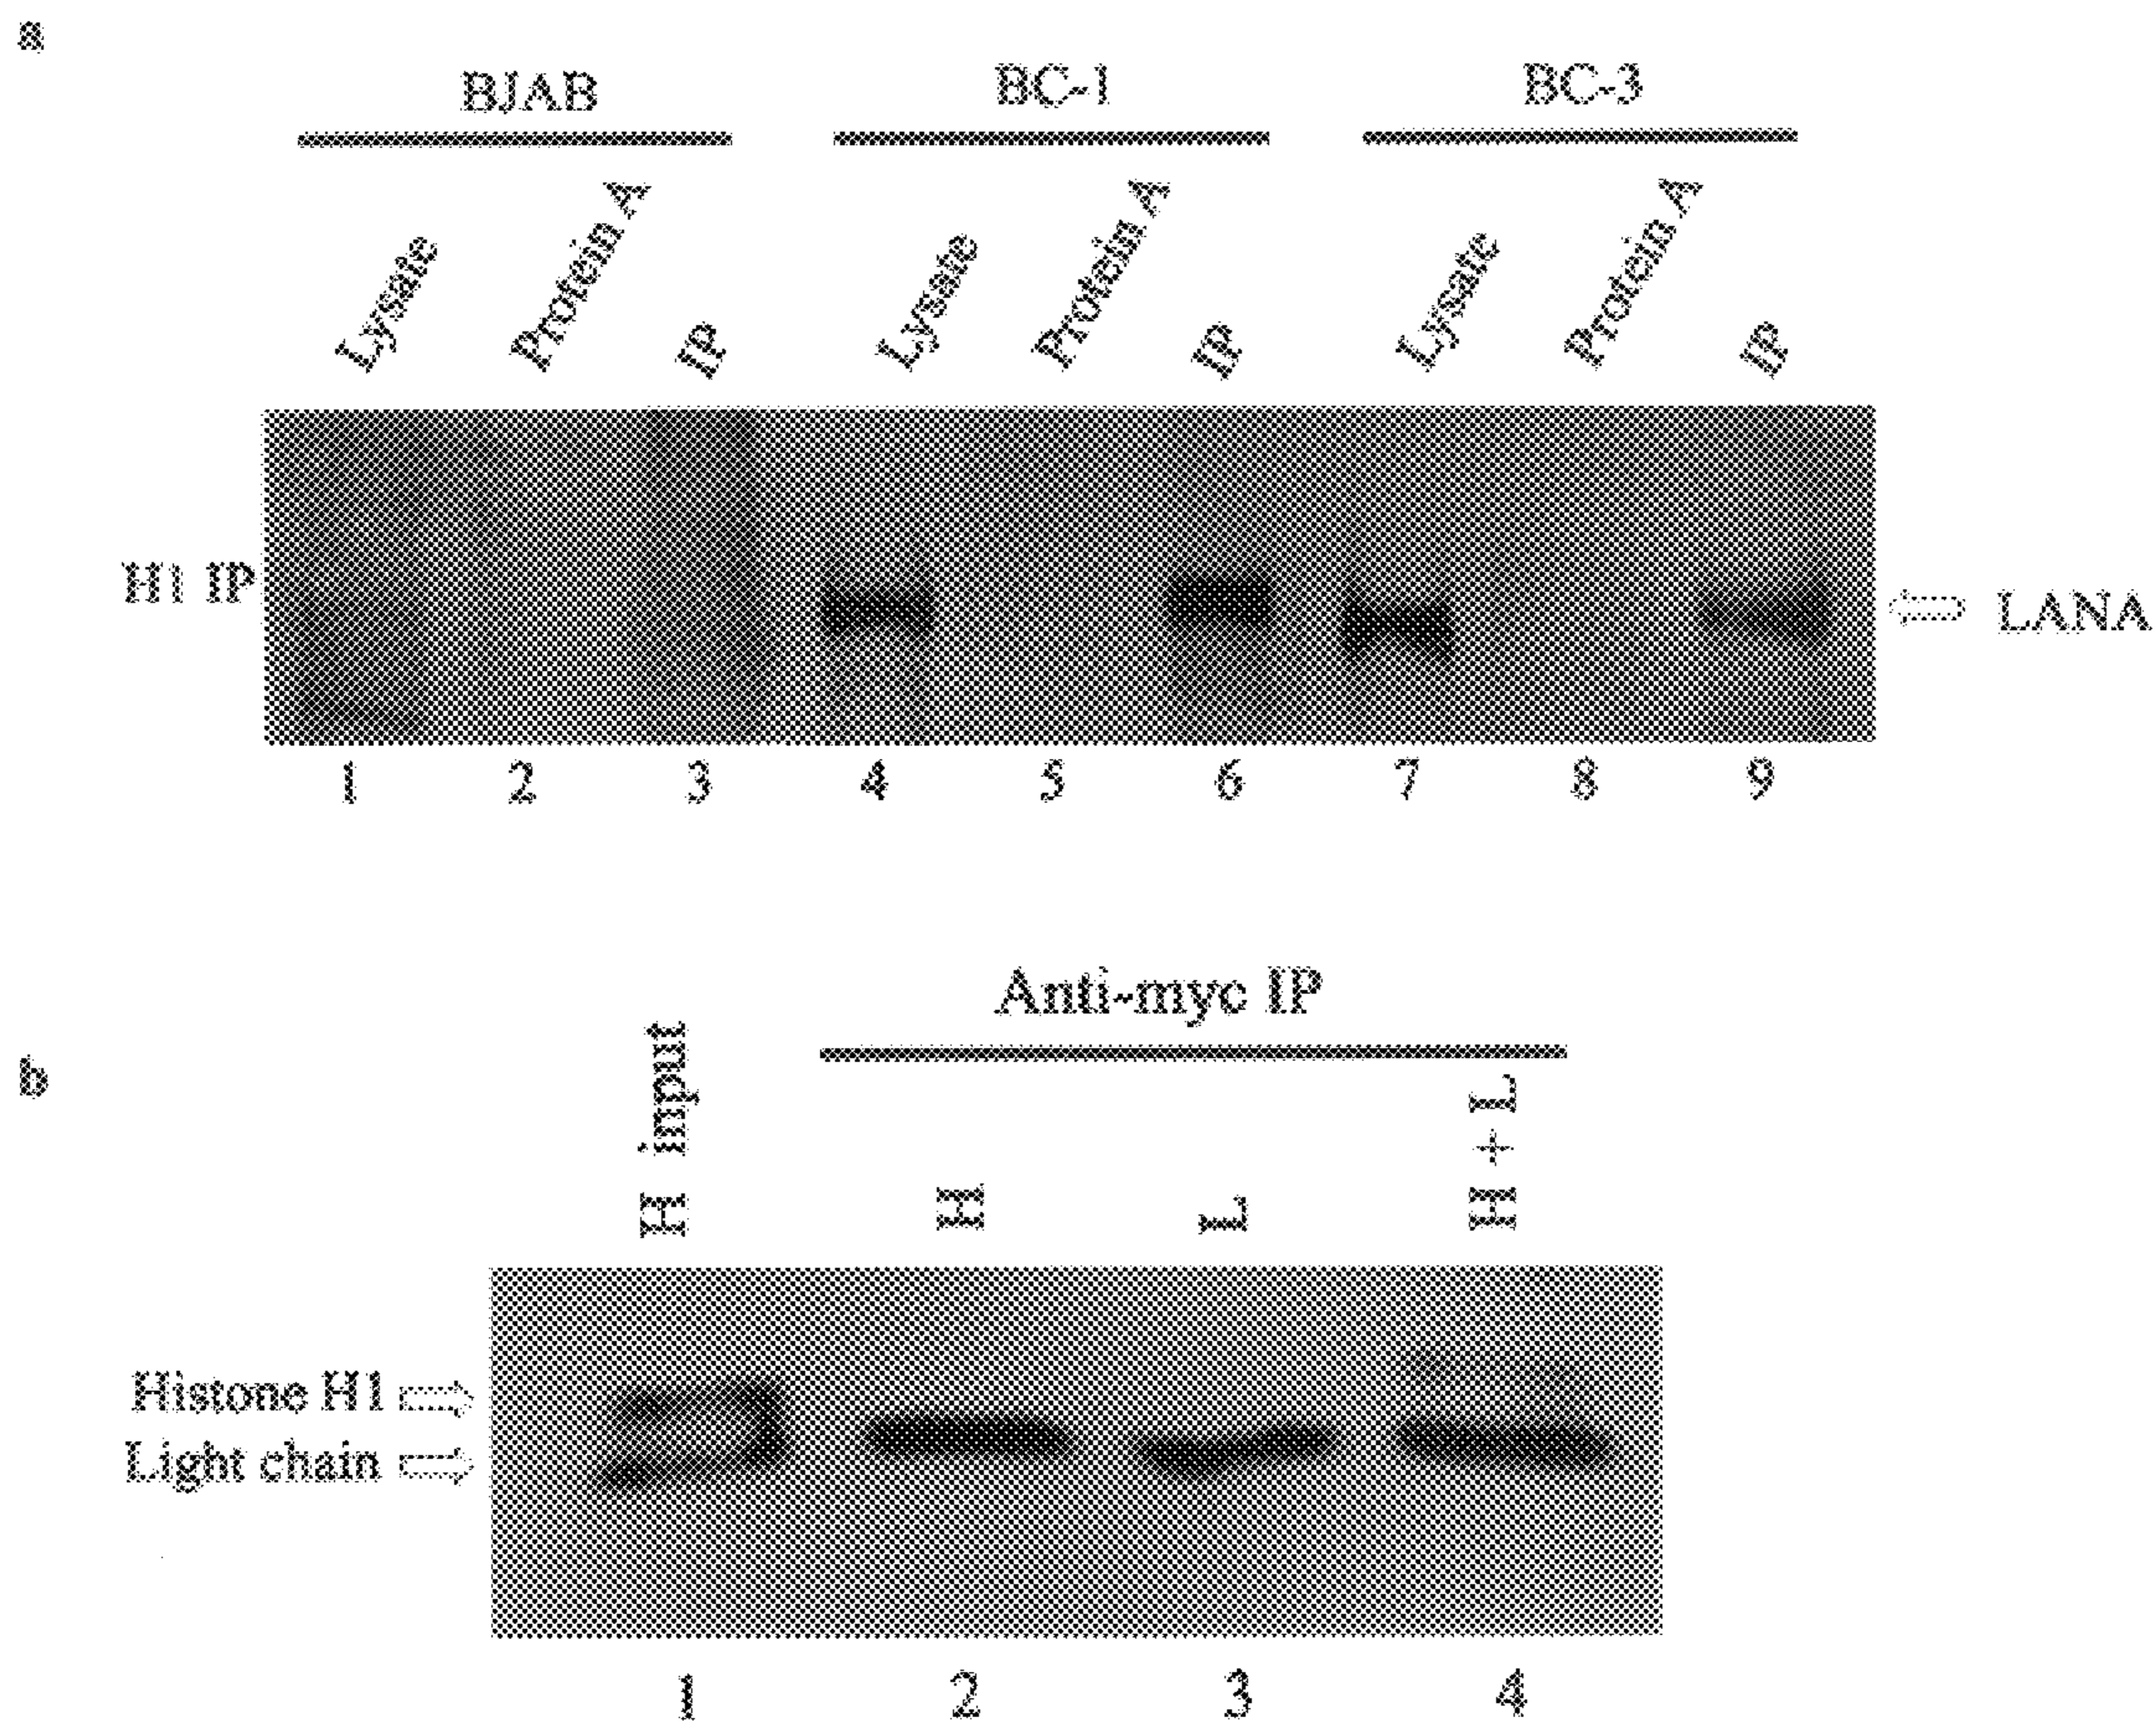 a
BJAB BC-1 BC-3
Lysate Protein A IP Lysate Protein A IP Lysate Protein A IP
H1 IP LANA
1 2 3 4 5 6 7 8 9
b
Anti-myc IP
H input H L H + L
Histone H1
Light chain
1 2 3 4